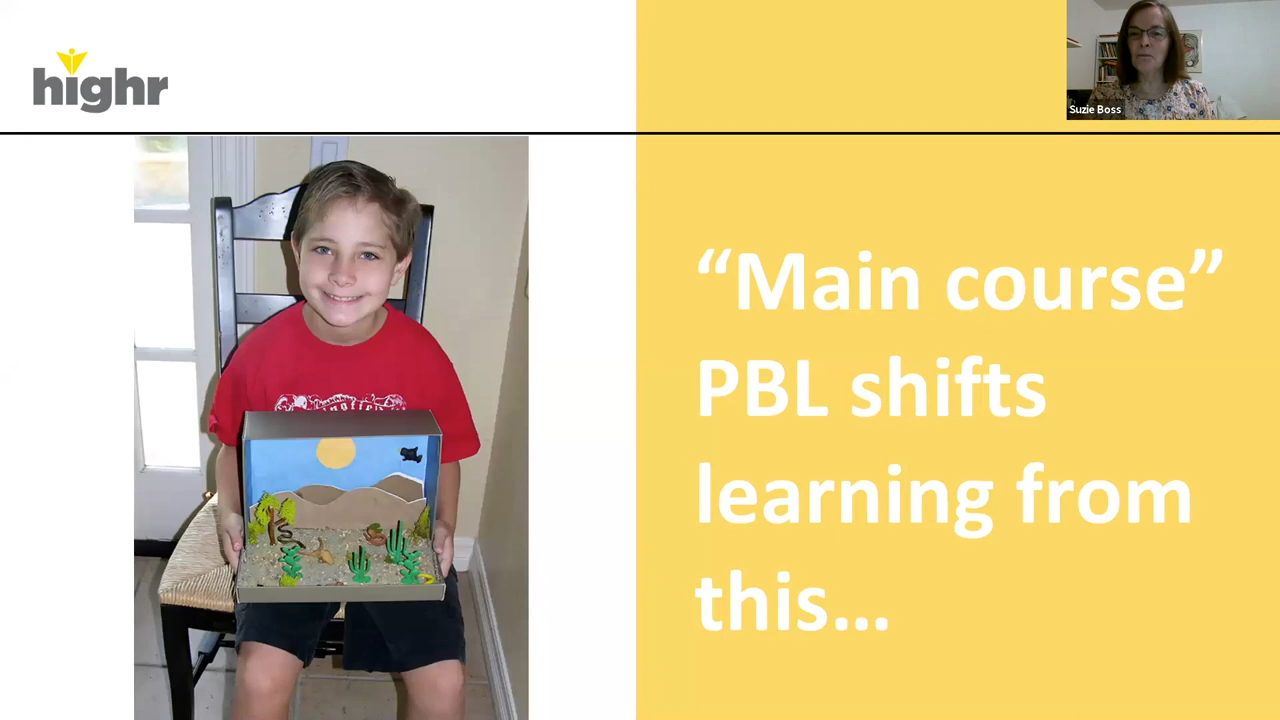 highr
Suzie Boss
“Main course”
PBL shifts
learning from
this…